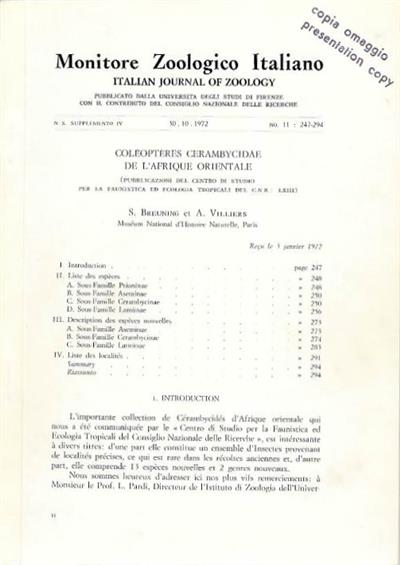 copia omaggio
presentation copy
Monitore Zoologico Italiano
ITALIAN JOURNAL OF ZOOLOGY
PUBBLICATO DALLA UNIVERSITÀ DEGLI STUDI DI FIRENZE
CON IL CONTRIBUTO DEL CONSIGLIO NAZIONALE DELLE RICERCHE
N. S. SUPPLEMENTO IV 30. 10. 1972 NO. 11 : 247-294
COLÉOPTÈRES CERAMBYCIDAE
DE L'AFRIQUE ORIENTALE
(PUBBLICAZIONI DEL CENTRO DI STUDIO
PER LA FAUNISTICA ED ECOLOGIA TROPICALI DEL C.N.R.: LXIII)
S. BREUNING et A. VILLIERS
Muséum National d'Histoire Naturelle, Paris
Reçu le 3 janvier 1972
I. Introduction . page 247
II. Liste des espèces . » 248
A. Sous-Famille Prioninae » 248
B. Sous-Famille Aseminae » 250
C. Sous-Famille Cerambycinae » 250
D. Sous-Famille Lamiinae » 256
III. Description des espèces nouvelles » 273
A. Sous-Famille Aseminae » 273
B. Sous-Famille Cerambycinae » 274
C. Sous-Famille Lamiinae » 283
IV. Liste des localités . » 291
Summary » 294
Riassunto » 294
1. INTRODUCTION
L'importante collection de Cérambycidés d'Afrique orientale qui
nous a été communiquée par le « Centro di Studio per la Faunistica ed
Ecologia Tropicali del Consiglio Nazionale delle Ricerche », est intéressante
à divers titres: d'une part elle constitue un ensemble d'Insectes provenant
de localités précises, ce qui est rare dans les récoltes anciennes et, d'autre
part, elle comprend 13 espèces nouvelles et 2 genres nouveaux.
Nous sommes heureux d'adresser ici nos plus vifs remerciements: à
Monsieur le Prof. L. Pardi, Directeur de l'Istituto di Zoologia dell'Univer-